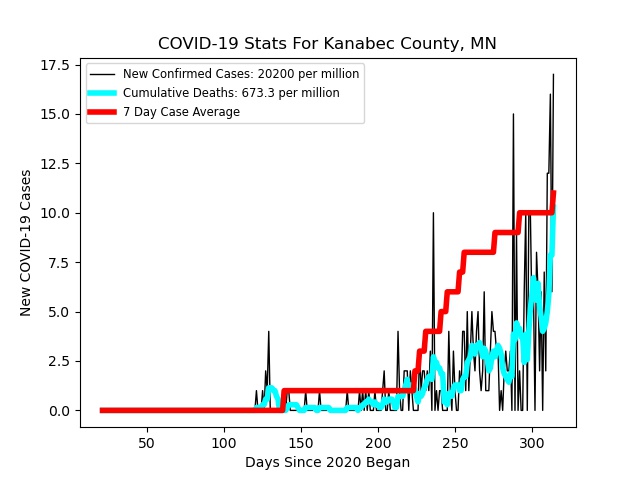 COVID-19 Stats For Kanabec County, MN
New Confirmed Cases: 20200 per million
Cumulative Deaths: 673.3 per million
7 Day Case Average
New COVID-19 Cases
17.5
15.0
12.5
10.0
7.5
5.0
2.5
0.0
50 100 150 200 250 300
Days Since 2020 Began